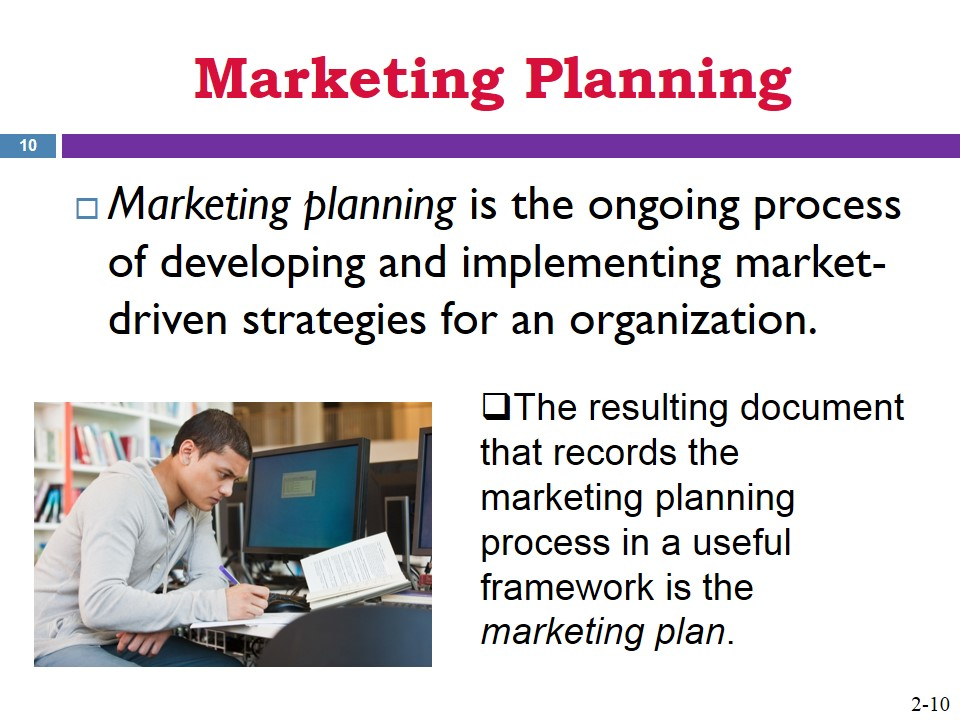 Marketing Planning
10
Marketing planning is the ongoing process
of developing and implementing market-
driven strategies for an organization.
The resulting document
that records the
marketing planning
process in a useful
framework is the
marketing plan.
2-10